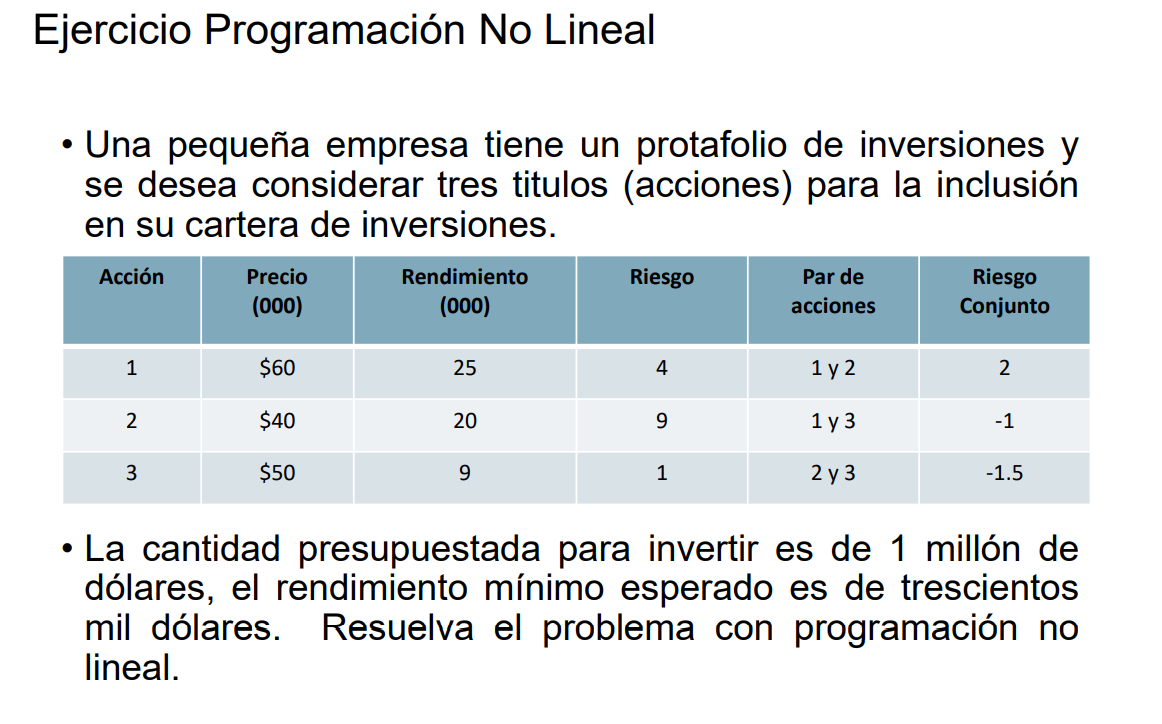 Ejercicio Programación No Lineal
• Una pequeña empresa tiene un protafolio de inversiones y
se desea considerar tres titulos (acciones) para la inclusión
en su cartera de inversiones.
Acción Precio (000) Rendimiento (000) Riesgo Par de acciones Riesgo Conjunto
1 $60 25 4 1 y 2 2
2 $40 20 9 1 y 3 -1
3 $50 9 1 2 y 3 -1.5
• La cantidad presupuestada para invertir es de 1 millón de
dólares, el rendimiento mínimo esperado es de trescientos
mil dólares. Resuelva el problema con programación no
lineal.